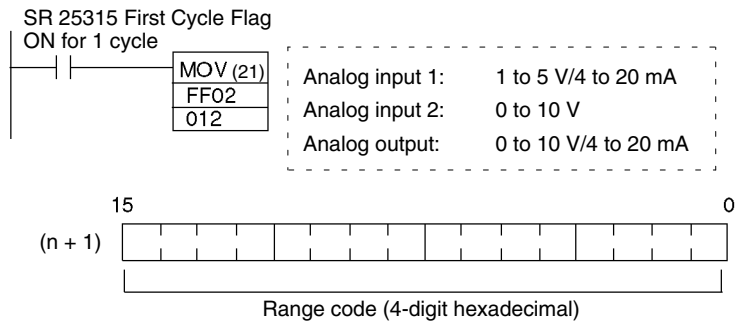 SR 25315 First Cycle Flag
ON for 1 cycle
MOV (21)
FF02
012
Analog input 1: 1 to 5 V/4 to 20 mA
Analog input 2: 0 to 10 V
Analog output: 0 to 10 V/4 to 20 mA
15 0
(n + 1)
Range code (4-digit hexadecimal)